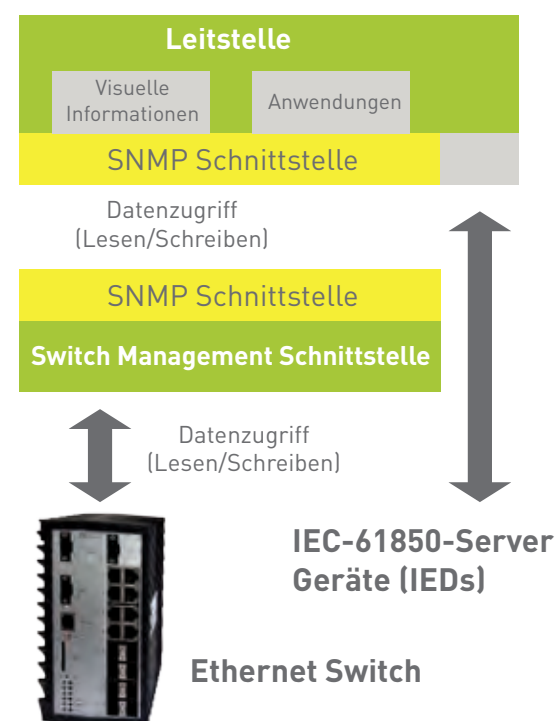 Leitstelle
Visuelle
Informationen
Anwendungen
SNMP Schnittstelle
Datenzugriff
(Lesen/Schreiben)
SNMP Schnittstelle
Switch Management Schnittstelle
Datenzugriff
(Lesen/Schreiben)
IEC-61850-Server
Geräte (IEDs)
Ethernet Switch